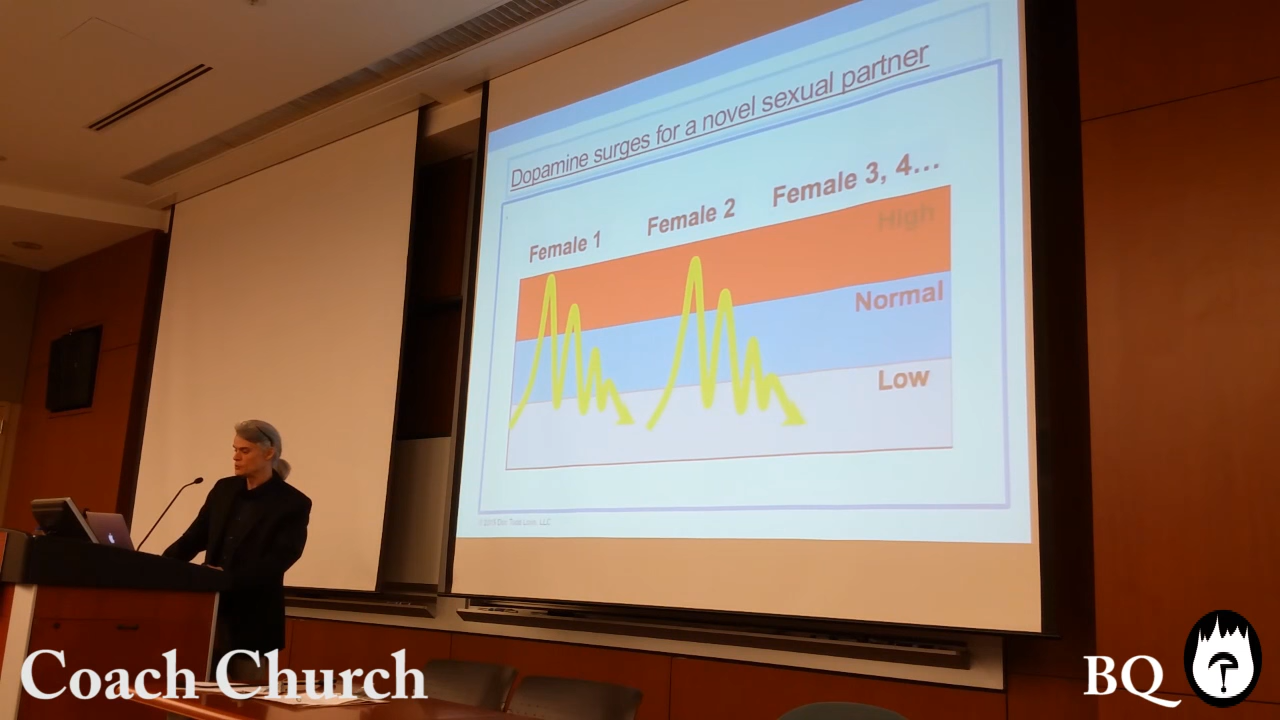 Dopamine surges for a novel sexual partner
Female 1
Female 2
Female 3, 4...
High
Normal
Low
Coach Church
BQ